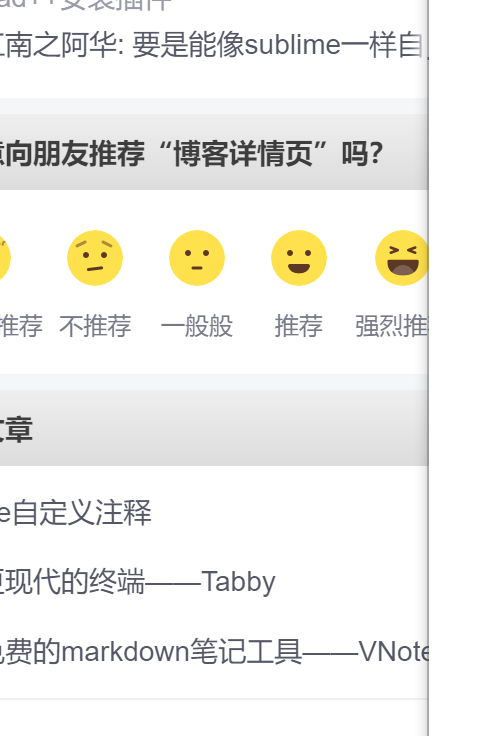 ad++安装插件
江南之阿华: 要是能像sublime一样自
意向朋友推荐“博客详情页”吗？
推荐 不推荐 一般般 推荐 强烈推
文章
e自定义注释
更现代的终端——Tabby
免费的markdown笔记工具——VNote